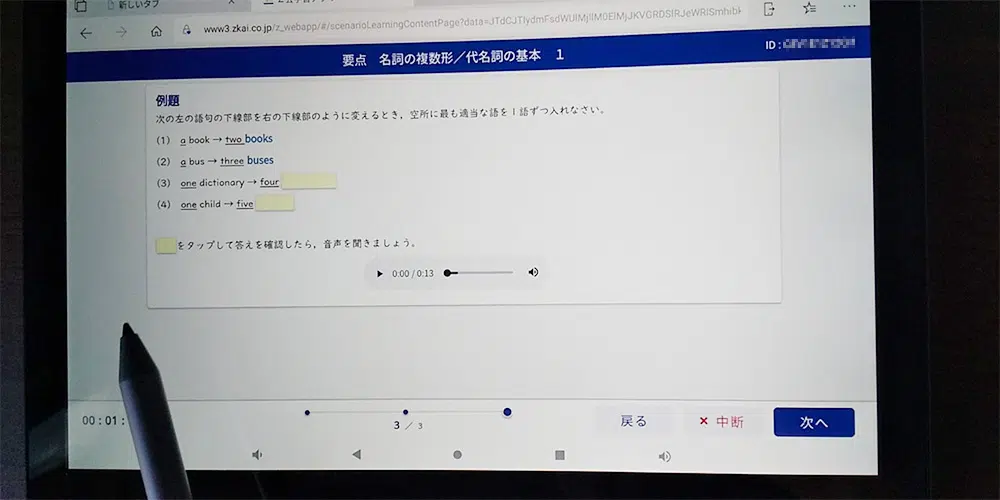 新しいタブ
www3.zkai.co.jp/z_webapp/#/scenarioLearningContentPage?data=
要点 名詞の複数形／代名詞の基本 1
ID :
例題
次の左の語句の下線部を右の下線部のように変えるとき，空所に最も適当な語を1語ずつ入れなさい。
(1) a book → two books
(2) a bus → three buses
(3) one dictionary → four
(4) one child → five
をタップして答えを確認したら，音声を聞きましょう。
0:00 / 0:13
00 : 01 :
3 / 3
戻る
× 中断
次へ